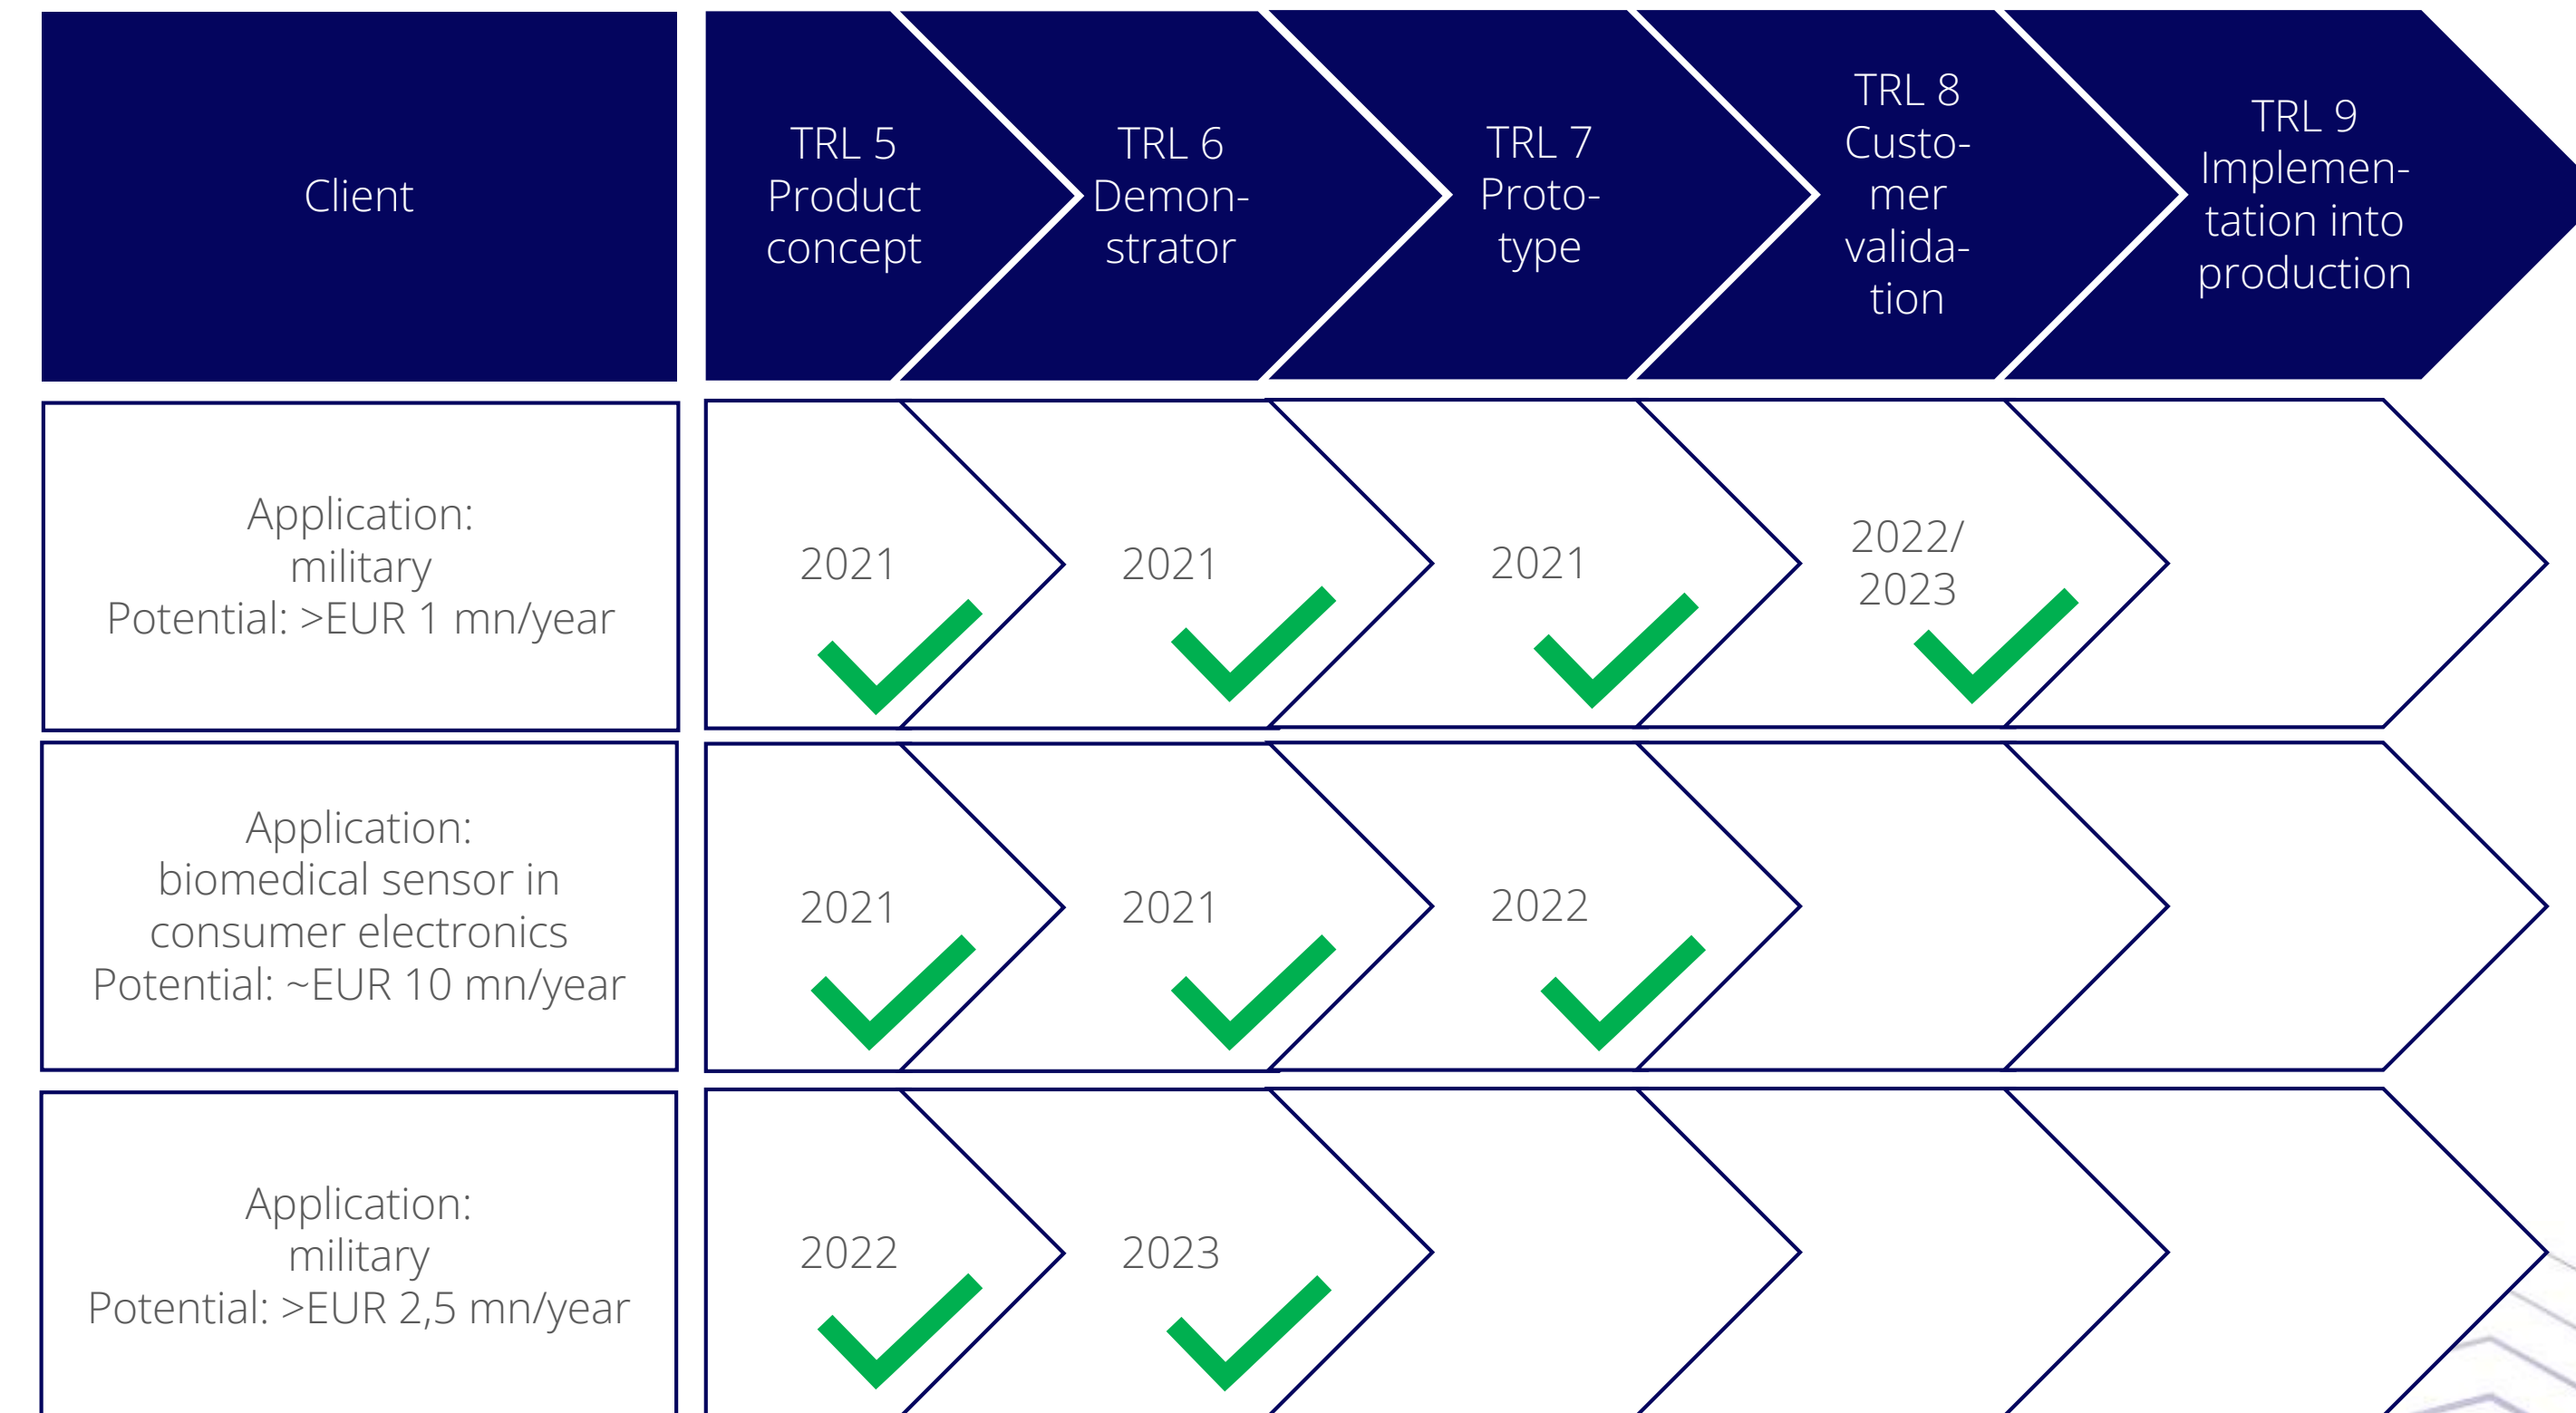 Client
TRL 5
Product
concept
TRL 6
Demon-
strator
TRL 7
Proto-
type
TRL 8
Custo-
mer
valida-
tion
TRL 9
Implemen-
tation into
production
Application:
military
Potential: >EUR 1 mn/year
2021
2021
2021
2022/
2023
Application:
biomedical sensor in
consumer electronics
Potential: ~EUR 10 mn/year
2021
2021
2022
Application:
military
Potential: >EUR 2,5 mn/year
2022
2023